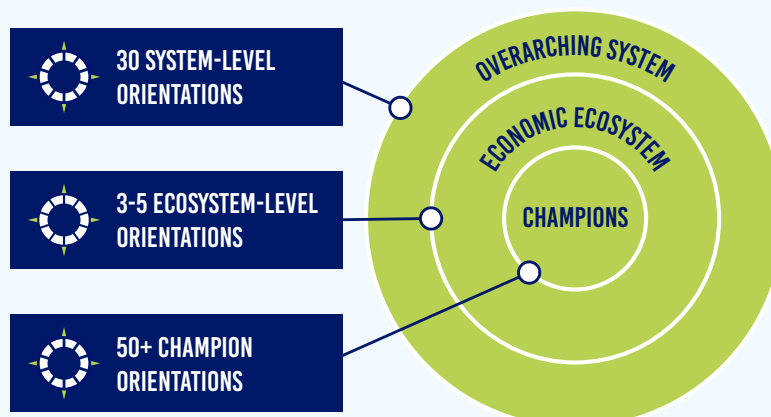 30 SYSTEM-LEVEL
ORIENTATIONS
3-5 ECOSYSTEM-LEVEL
ORIENTATIONS
50+ CHAMPION
ORIENTATIONS
OVERARCHING SYSTEM
ECONOMIC ECOSYSTEM
CHAMPIONS